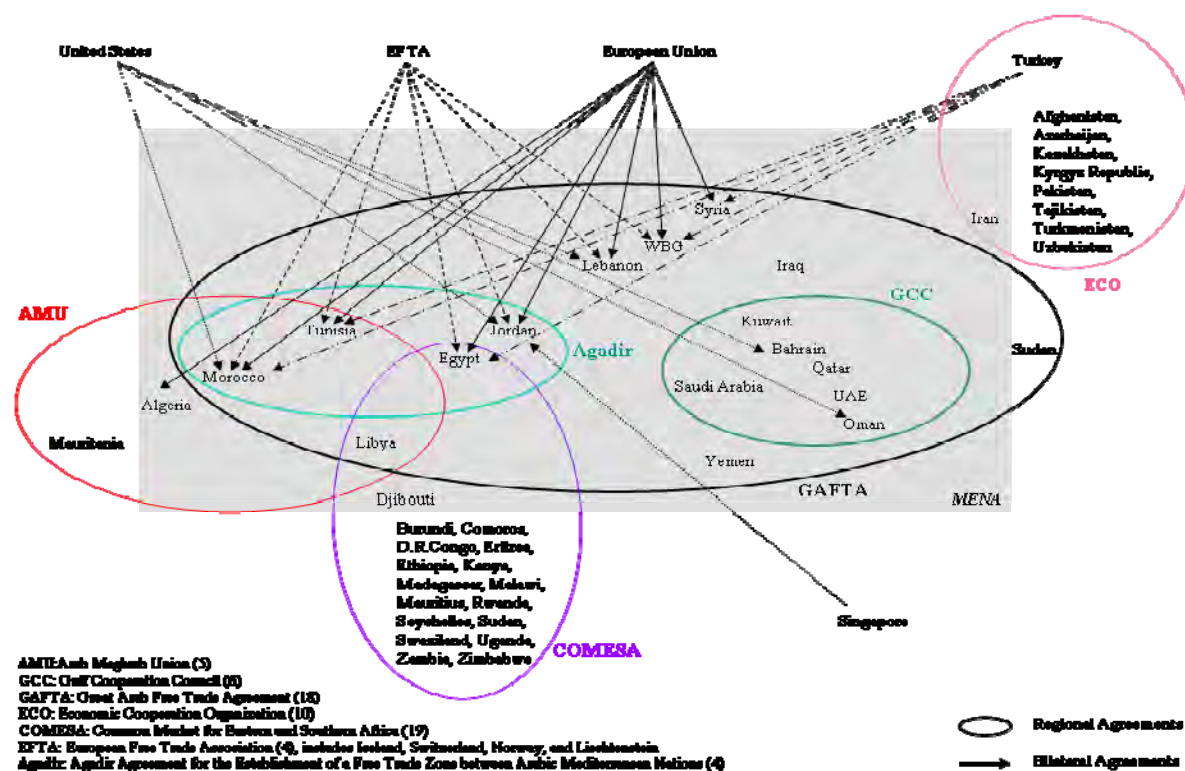 United States
EFTA
European Union
Turkey
Afghanistan,
Azerbaijan,
Kazakhstan,
Kyrgyz Republic,
Pakistan,
Tajikistan,
Turkmenistan,
Uzbekistan
ECO
Iran
Syria
WBG
Lebanon
Iraq
GCC
AMU
Tunisia
Jordan
Kuwait
Agadir
Egypt
Bahrain
Sudan
Morocco
Qatar
Algeria
Saudi Arabia
UAE
Oman
Mauritania
Libya
Yemen
GAFTA
Djibouti
MENA
Burundi, Comoros,
D.R.Congo, Eritrea,
Ethiopia, Kenya,
Madagascar, Malawi,
Mauritius, Rwanda,
Seychelles, Sudan,
Swaziland, Uganda,
Zambia, Zimbabwe
COMESA
Singapore
AMU:Arab Maghreb Union (5)
GCC: Gulf Cooperation Council (6)
GAFTA: Great Arab Free Trade Agreement (18)
ECO: Economic Cooperation Organization (10)
COMESA: Common Market for Eastern and Southern Africa (19)
EFTA: European Free Trade Association (4), includes Iceland, Switzerland, Norway, and Liechtenstein
Agadir: Agadir Agreement for the Establishment of a Free Trade Zone between Arabic Mediterranean Nations (4)
Regional Agreements
Bilateral Agreements